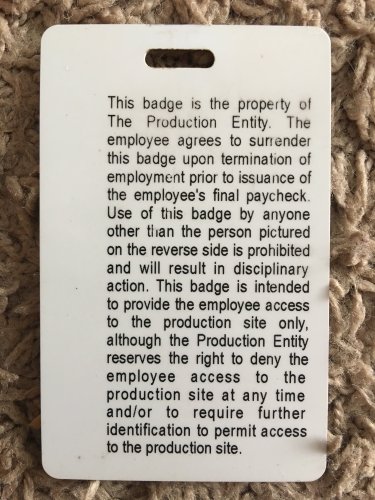 This badge is the property of
The Production Entity. The
employee agrees to surrender
this badge upon termination of
employment prior to issuance of
the employee's final paycheck.
Use of this badge by anyone
other than the person pictured
on the reverse side is prohibited
and will result in disciplinary
action. This badge is intended
to provide the employee access
to the production site only,
although the Production Entity
reserves the right to deny the
employee access to the
production site at any time
and/or to require further
identification to permit access
to the production site.